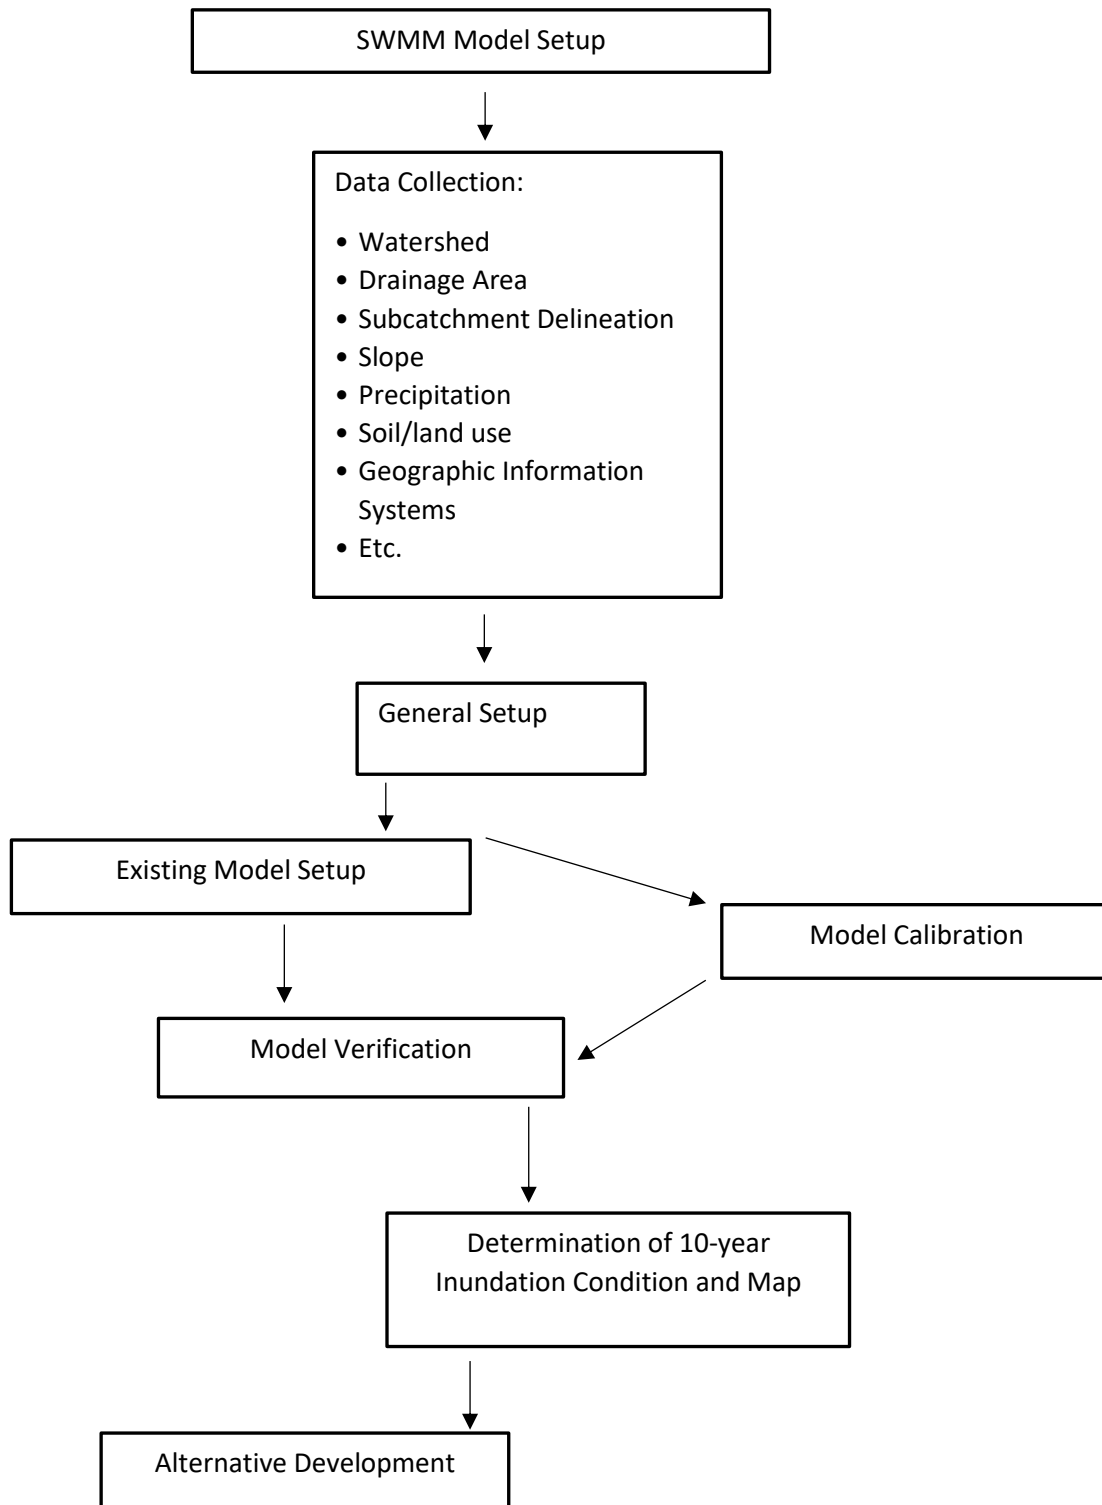 SWMM Model Setup
Data Collection:
• Watershed
• Drainage Area
• Subcatchment Delineation
• Slope
• Precipitation
• Soil/land use
• Geographic Information
Systems
• Etc.
General Setup
Existing Model Setup
Model Calibration
Model Verification
Determination of 10-year
Inundation Condition and Map
Alternative Development